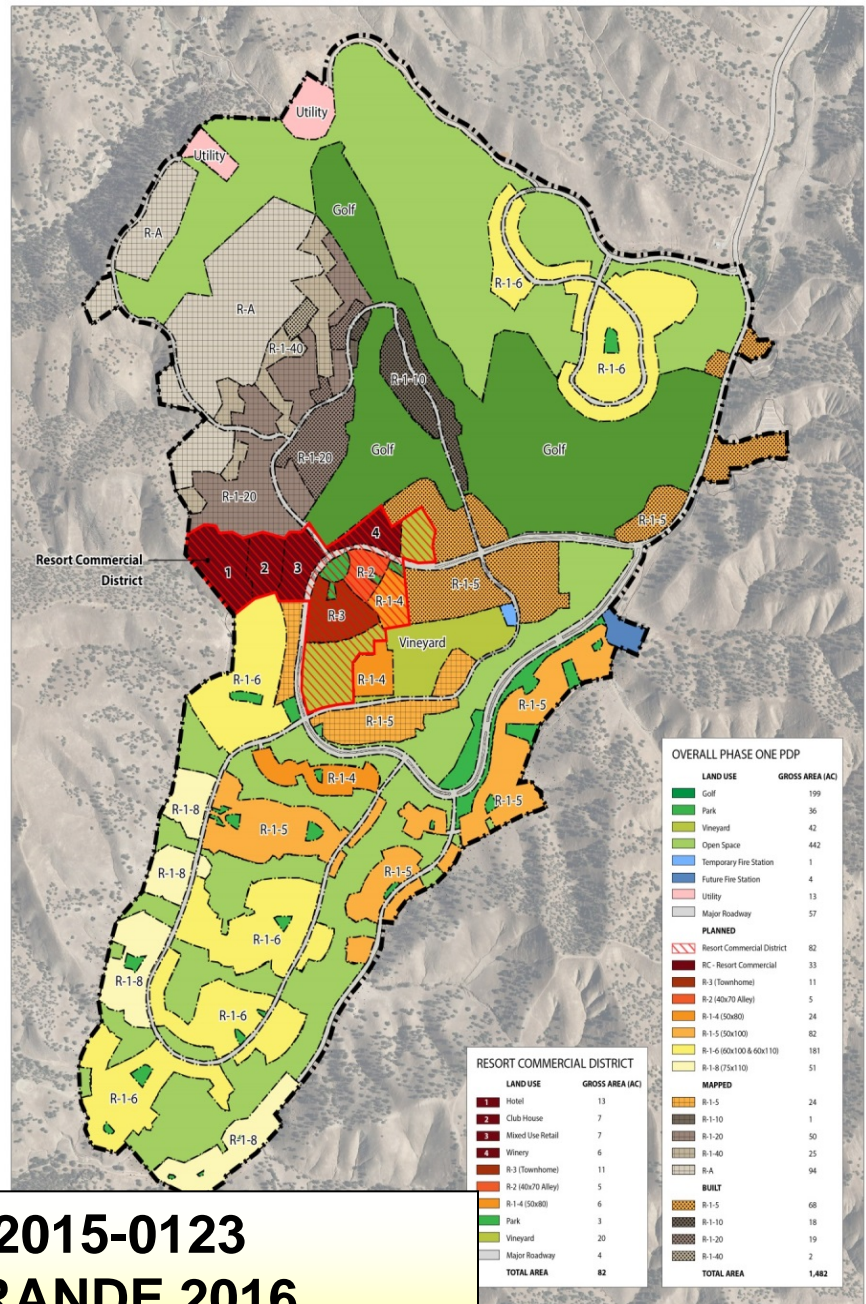 Utility
Utility
Golf
R-A
R-1-6
R-A
R-1-40
R-1-6
R-1-10
Golf
Golf
R-1-20
R-1-20
R-1-5
4
Resort Commercial
District
1
2
3
R-2
R-1-5
R-1-4
R-3
Vineyard
R-1-6
R-1-4
R-1-5
R-1-5
R-1-4
R-1-8
R-1-5
R-1-5
R-1-5
R-1-8
R-1-6
R-1-8
R-1-6
R-1-6
R-1-8
OVERALL PHASE ONE PDP
LAND USE GROSS AREA (AC)
Golf 199
Park 36
Vineyard 42
Open Space 442
Temporary Fire Station 1
Future Fire Station 4
Utility 13
Major Roadway 57
PLANNED
Resort Commercial District 82
RC - Resort Commercial 33
R-3 (Townhome) 11
R-2 (40x70 Alley) 5
R-1-4 (50x80) 24
R-1-5 (50x100) 82
R-1-6 (60x100 & 60x110) 181
R-1-8 (75x110) 51
MAPPED
R-1-5 24
R-1-10 1
R-1-20 50
R-1-40 25
R-A 94
BUILT
R-1-5 68
R-1-10 18
R-1-20 19
R-1-40 2
TOTAL AREA 1,482
RESORT COMMERCIAL DISTRICT
LAND USE GROSS AREA (AC)
1 Hotel 13
2 Club House 7
3 Mixed Use Retail 7
4 Winery 6
R-3 (Townhome) 11
R-2 (40x70 Alley) 5
R-1-4 (50x80) 6
Park 3
Vineyard 20
Major Roadway 4
TOTAL AREA 82
2015-0123
RANDE 2016